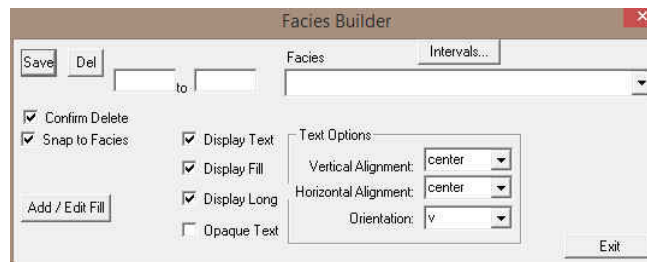 Facies Builder
Save Del to Facies Intervals...
Confirm Delete
Snap to Facies
Display Text
Display Fill
Display Long
Opaque Text
Add / Edit Fill
Text Options
Vertical Alignment: center
Horizontal Alignment: center
Orientation: v
Exit